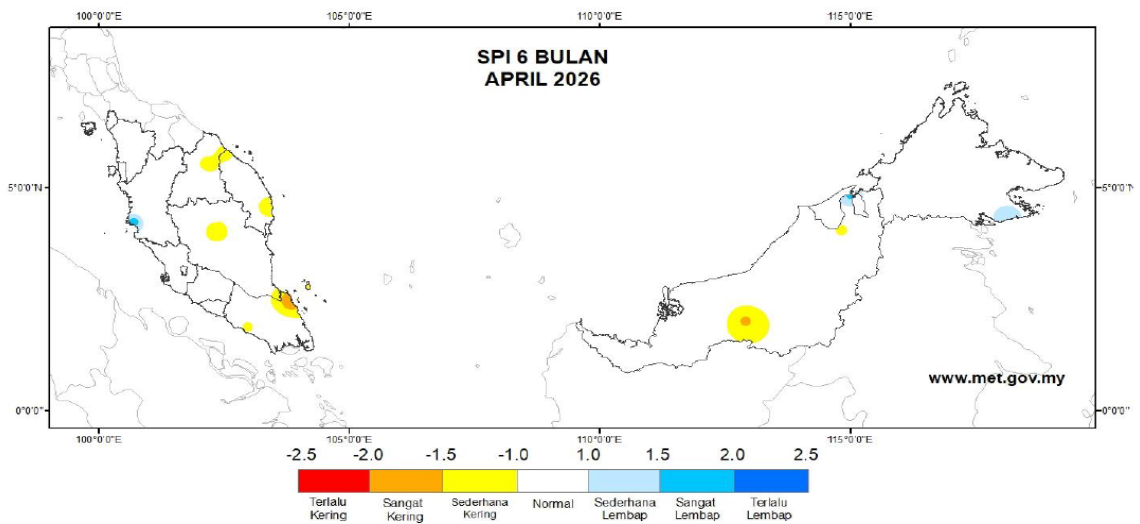 100°0'0"E 105°0'0"E 110°0'0"E 115°0'0"E
SPI 6 BULAN
APRIL 2026
5°0'0"N 5°0'0"N
www.met.gov.my
0°0'0" 0°0'0"
100°0'0"E 105°0'0"E 110°0'0"E 115°0'0"E
-2.5 -2.0 -1.5 -1.0 1.0 1.5 2.0 2.5
Terlalu Kering
Sangat Kering
Sederhana Kering
Normal
Sederhana Lembap
Sangat Lembap
Terlalu Lembap